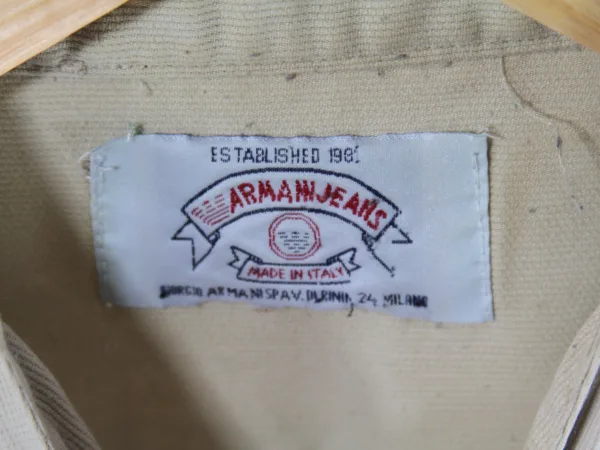 ESTABLISHED 1981
ARMANI JEANS
MADE IN ITALY
GIORGIO ARMANI SPA V. DURINI, 24 MILANO